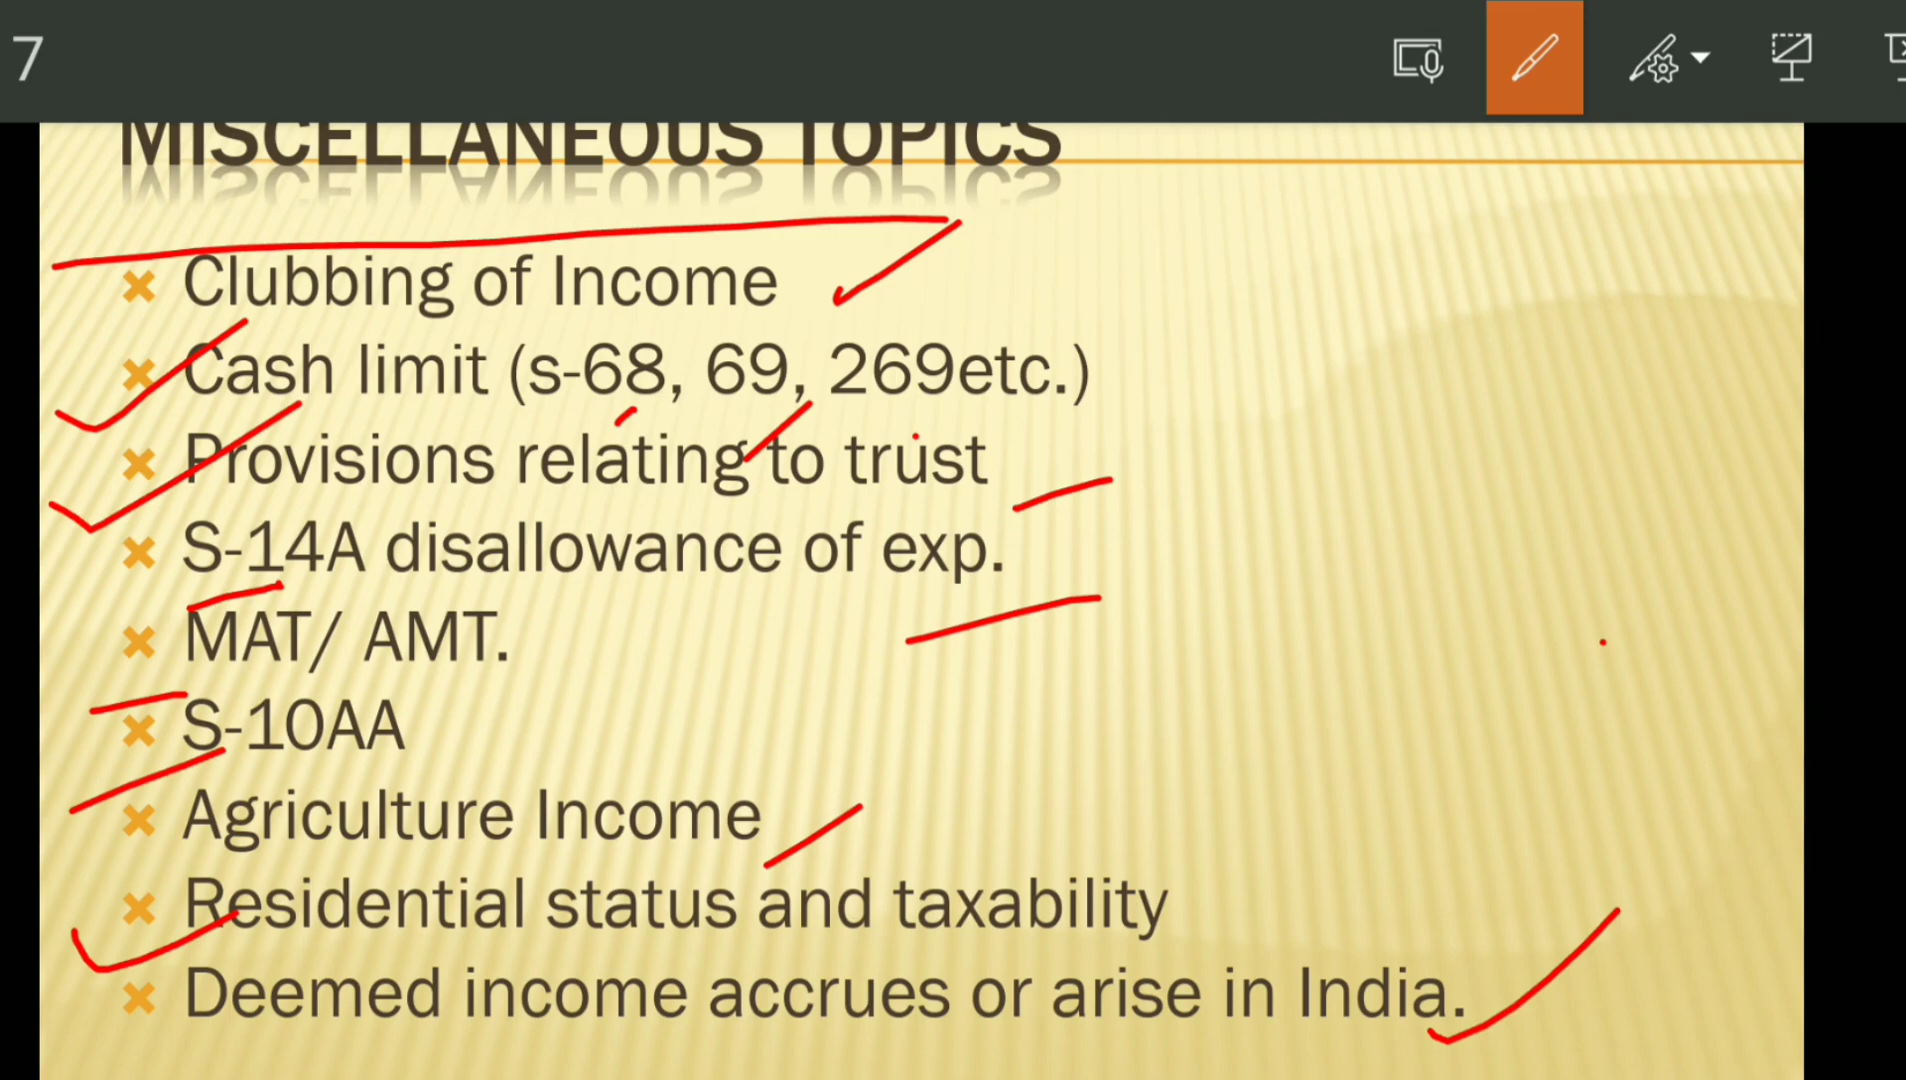 7
MISCELLANEOUS TOPICS
Clubbing of Income
Cash limit (s-68, 69, 269etc.)
Provisions relating to trust
S-14A disallowance of exp.
MAT/ AMT.
S-10AA
Agriculture Income
Residential status and taxability
Deemed income accrues or arise in India.